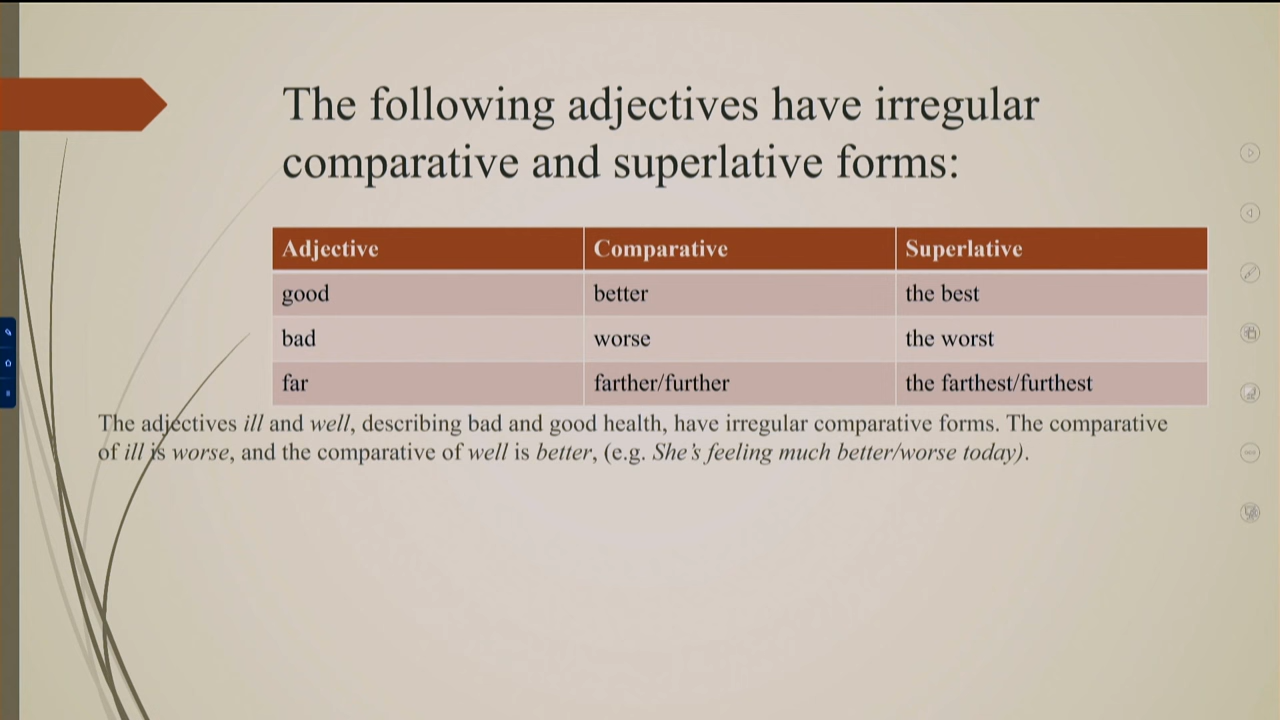 The following adjectives have irregular
comparative and superlative forms:
Adjective Comparative Superlative
good better the best
bad worse the worst
far farther/further the farthest/furthest
The adjectives ill and well, describing bad and good health, have irregular comparative forms. The comparative
of ill is worse, and the comparative of well is better, (e.g. She's feeling much better/worse today).